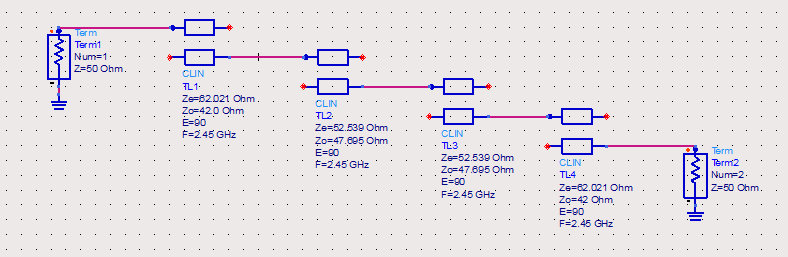 Term
Term1
Num=1
Z=50 Ohm
CLIN
TL1
Ze=62.021 Ohm
Zo=42.0 Ohm
E=90
F=2.45 GHz
CLIN
TL2
Ze=52.539 Ohm
Zo=47.695 Ohm
E=90
F=2.45 GHz
CLIN
TL3
Ze=52.539 Ohm
Zo=47.695 Ohm
E=90
F=2.45 GHz
CLIN
TL4
Ze=62.021 Ohm
Zo=42 Ohm
E=90
F=2.45 GHz
Term
Term2
Num=2
Z=50 Ohm